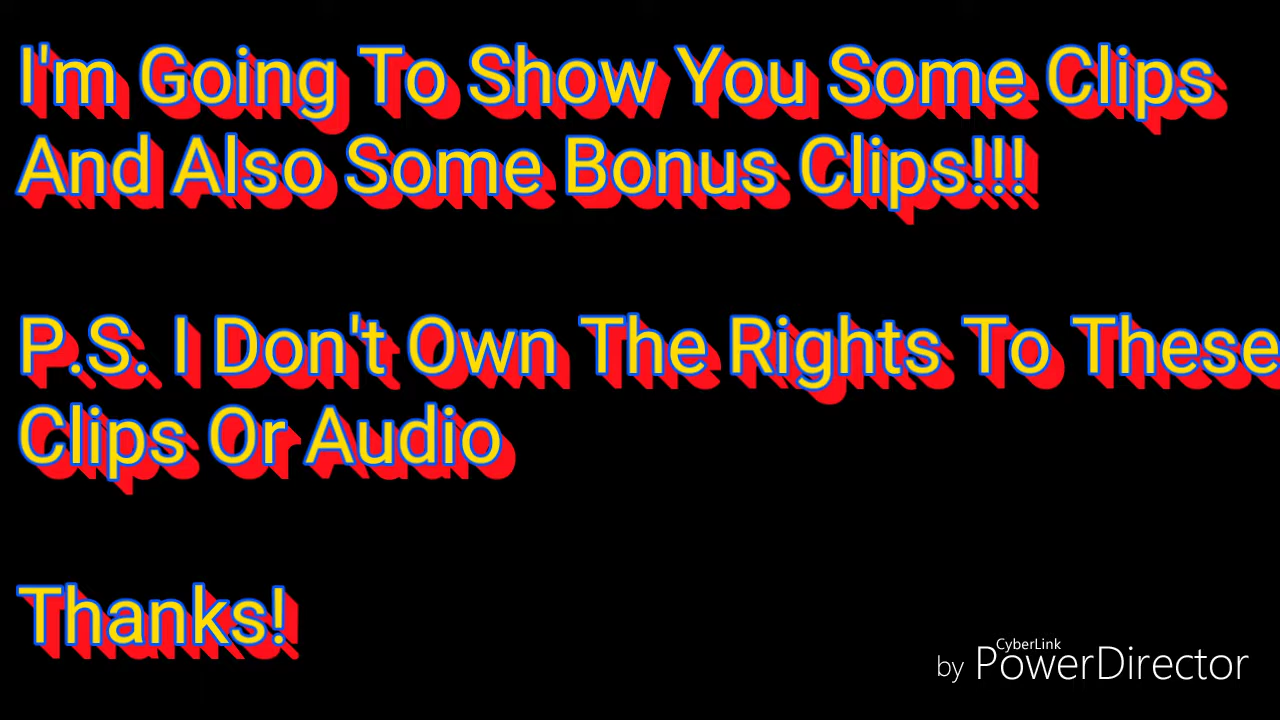 I'm Going To Show You Some Clips
And Also Some Bonus Clips!!!
P.S. I Don't Own The Rights To These
Clips Or Audio
Thanks!
CyberLink
by PowerDirector